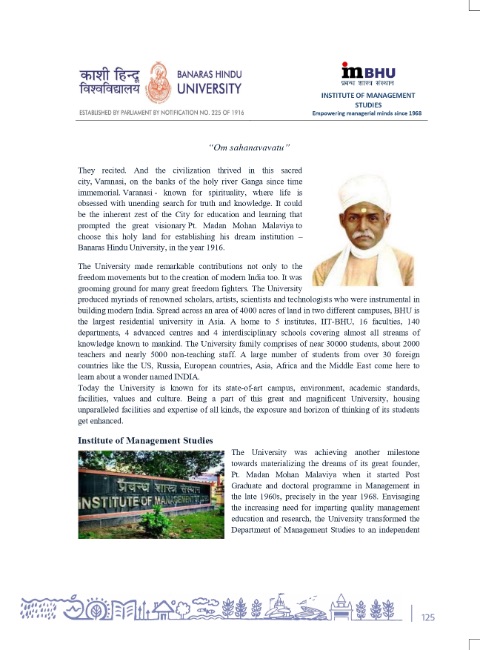 काशी हिन्दू
विश्वविद्यालय
BANARAS HINDU
UNIVERSITY
ESTABLISHED BY PARLIAMENT BY NOTIFICATION NO. 225 OF 1916
imBHU
प्रबन्ध शास्त्र संस्थान
INSTITUTE OF MANAGEMENT
STUDIES
Empowering managerial minds since 1968
"Om sahanavavatu"
They recited. And the civilization thrived in this sacred
city, Varanasi, on the banks of the holy river Ganga since time
immemorial. Varanasi - known for spirituality, where life is
obsessed with unending search for truth and knowledge. It could
be the inherent zest of the City for education and learning that
prompted the great visionary Pt. Madan Mohan Malaviya to
choose this holy land for establishing his dream institution –
Banaras Hindu University, in the year 1916.
The University made remarkable contributions not only to the
freedom movements but to the creation of modern India too. It was
grooming ground for many great freedom fighters. The University
produced myriads of renowned scholars, artists, scientists and technologists who were instrumental in
building modern India. Spread across an area of 4000 acres of land in two different campuses, BHU is
the largest residential university in Asia. A home to 5 institutes, IIT-BHU, 16 faculties, 140
departments, 4 advanced centres and 4 interdisciplinary schools covering almost all streams of
knowledge known to mankind. The University family comprises of near 30000 students, about 2000
teachers and nearly 5000 non-teaching staff. A large number of students from over 30 foreign
countries like the US, Russia, European countries, Asia, Africa and the Middle East come here to
learn about a wonder named INDIA.
Today the University is known for its state-of-art campus, environment, academic standards,
facilities, values and culture. Being a part of this great and magnificent University, housing
unparalleled facilities and expertise of all kinds, the exposure and horizon of thinking of its students
get enhanced.
Institute of Management Studies
प्रबन्ध शास्त्र संस्थान
INSTITUTE OF MANAGEMENT
The University was achieving another milestone
towards materializing the dreams of its great founder,
Pt. Madan Mohan Malaviya when it started Post
Graduate and doctoral programme in Management in
the late 1960s, precisely in the year 1968. Envisaging
the increasing need for imparting quality management
education and research, the University transformed the
Department of Management Studies to an independent
125